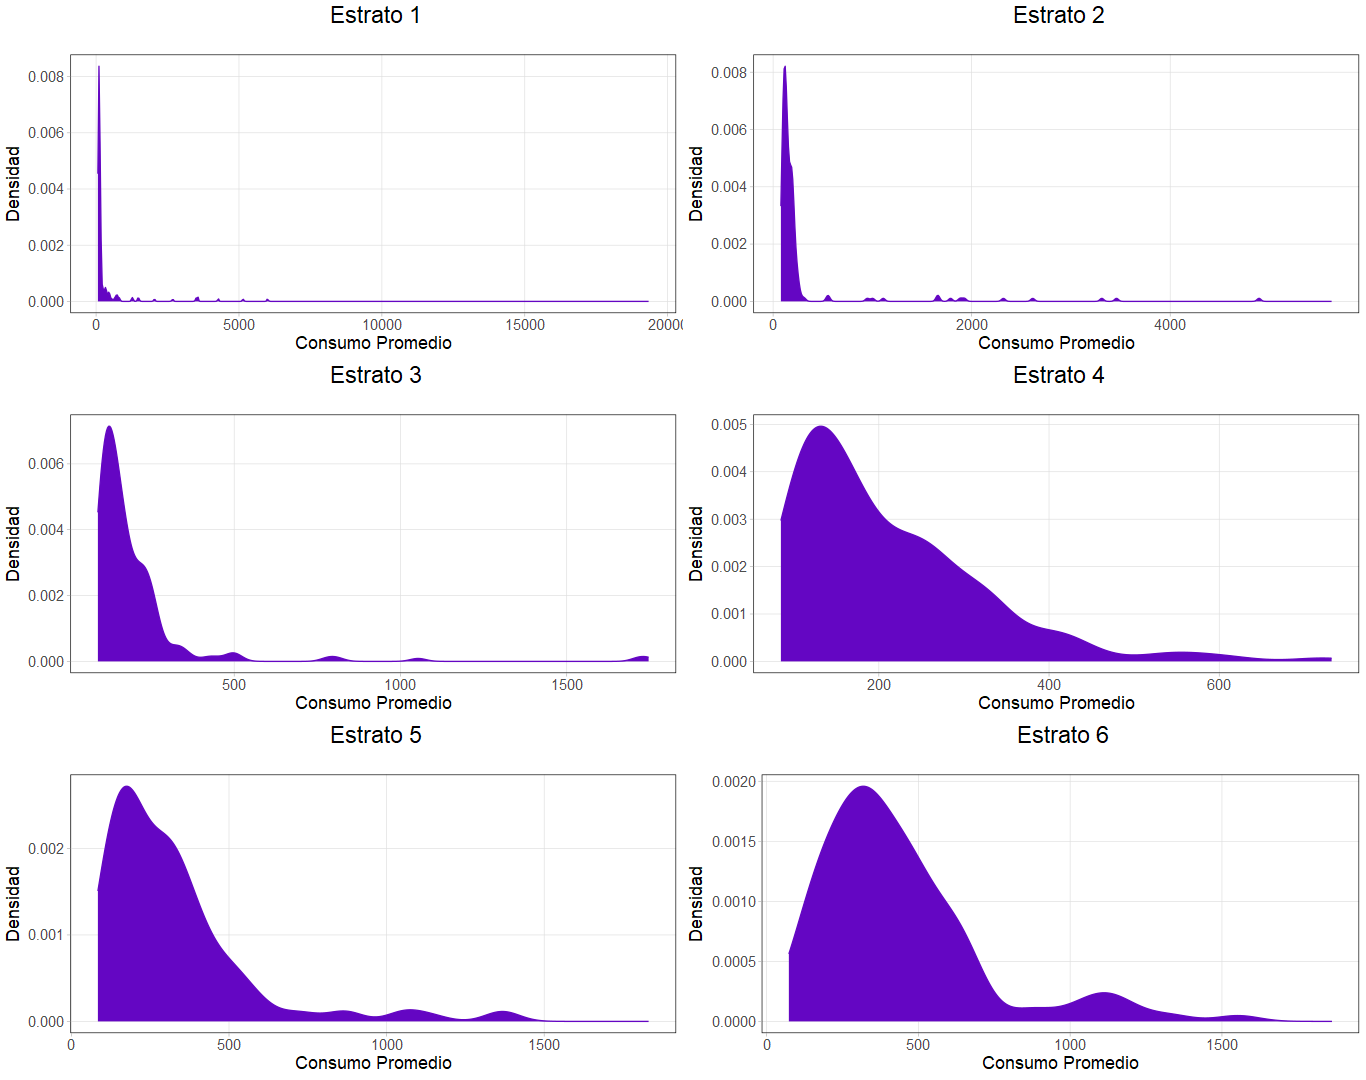 Estrato 1
Densidad
0.008
0.006
0.004
0.002
0.000
0 5000 10000 15000 20000
Consumo Promedio
Estrato 2
Densidad
0.008
0.006
0.004
0.002
0.000
0 2000 4000
Consumo Promedio
Estrato 3
Densidad
0.006
0.004
0.002
0.000
500 1000 1500
Consumo Promedio
Estrato 4
Densidad
0.005
0.004
0.003
0.002
0.001
0.000
200 400 600
Consumo Promedio
Estrato 5
Densidad
0.002
0.001
0.000
0 500 1000 1500
Consumo Promedio
Estrato 6
Densidad
0.0020
0.0015
0.0010
0.0005
0.0000
0 500 1000 1500
Consumo Promedio